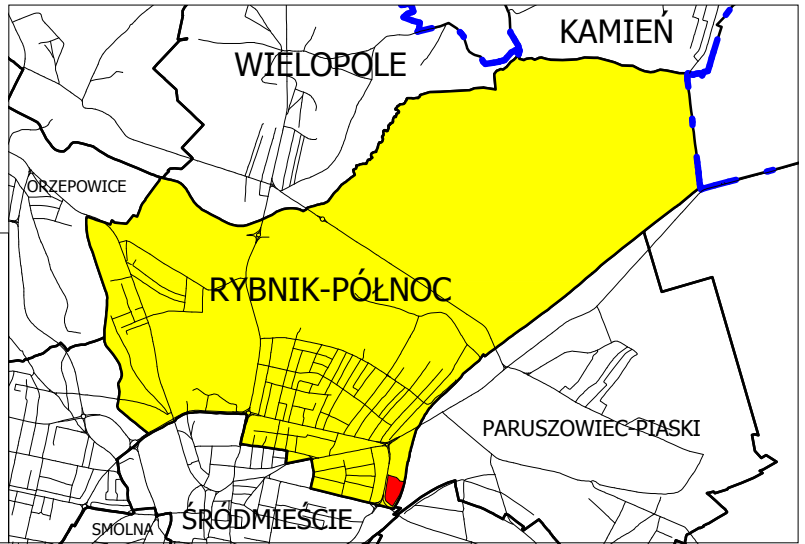 KAMIEŃ
WIELOPOLE
ORZEPOWICE
RYBNIK-PÓŁNOC
PARUSZOWIEC-PIASKI
ŚRÓDMIEŚCIE
SMOLNA